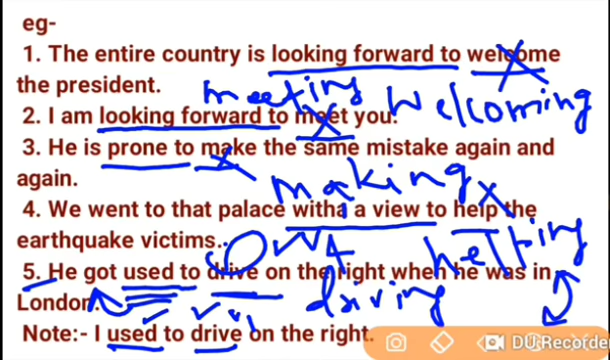 eg-
1. The entire country is looking forward to welcome
the president.
meeting welcoming
2. I am looking forward to meet you.
3. He is prone to make the same mistake again and
again.
making
4. We went to that palace witha a view to help the
earthquake victims..
helping
5. He got used to drive on the right when he was in
London.
driving
Note:- I used to drive on the right.
DU Recorder